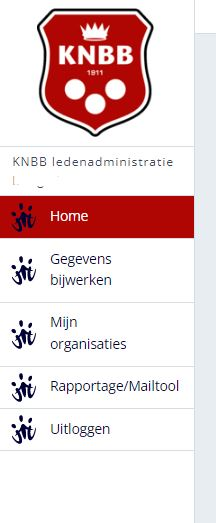 KNBB
1911
KNBB ledenadministratie
Home
Gegevens
bijwerken
Mijn
organisaties
Rapportage/Mailtool
Uitloggen